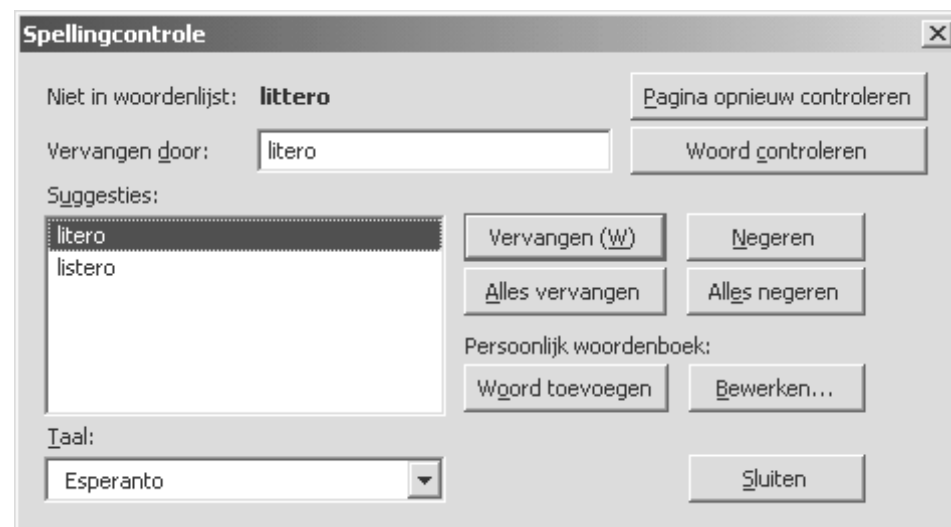 Spellingcontrole
Niet in woordenlijst: littero
Pagina opnieuw controleren
Vervangen door: litero
Woord controleren
Suggesties:
litero
listero
Vervangen (W)
Negeren
Alles vervangen
Alles negeren
Persoonlijk woordenboek:
Woord toevoegen
Bewerken...
Taal:
Esperanto
Sluiten